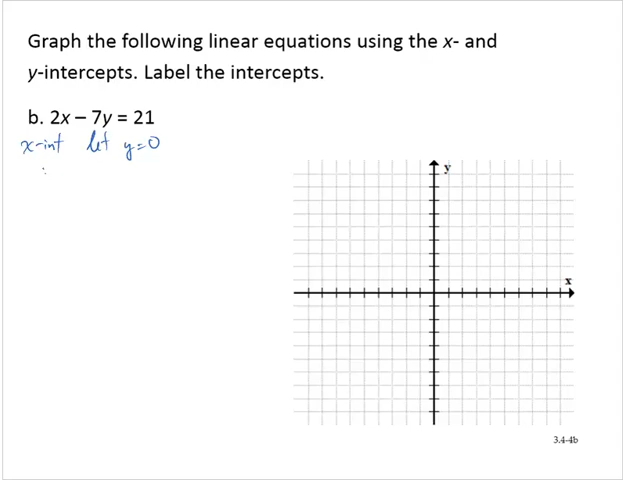 Graph the following linear equations using the x- and
y-intercepts. Label the intercepts.
b. 2x – 7y = 21
x-int let y=0
y
x
3.4-4b